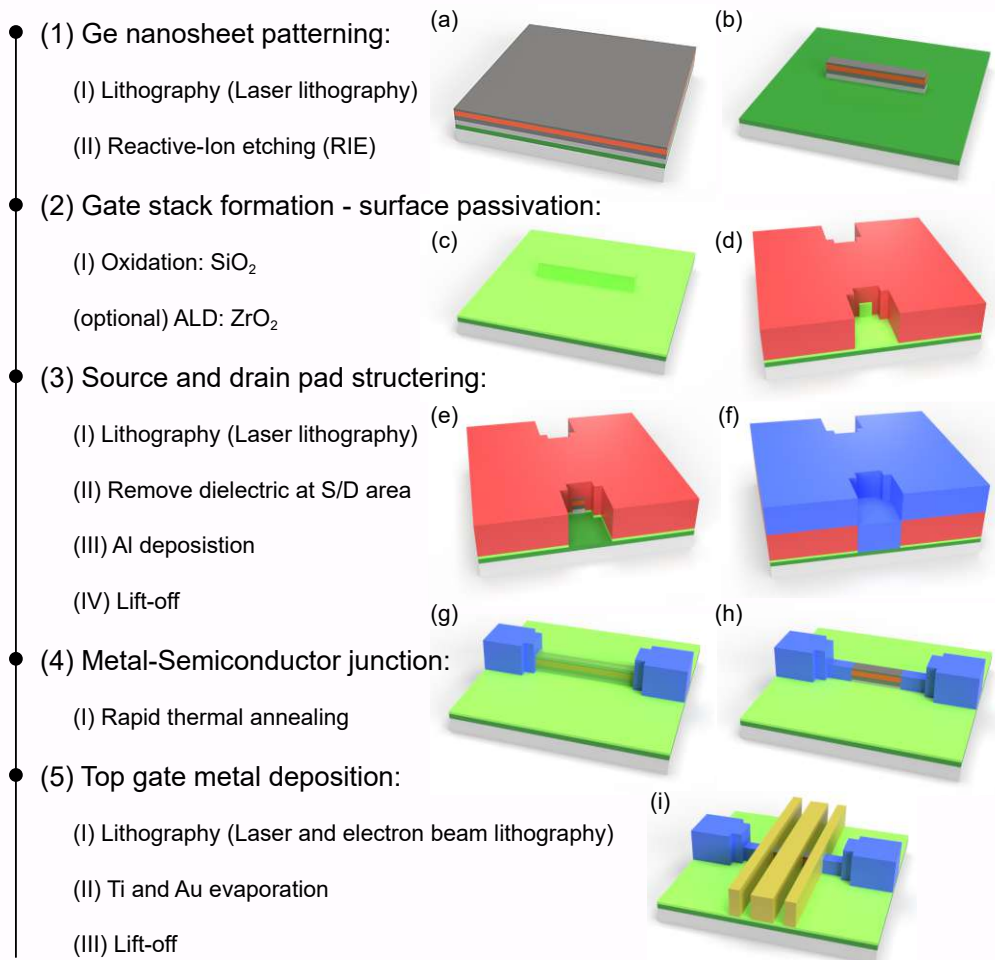 (1) Ge nanosheet patterning:
(I) Lithography (Laser lithography)
(II) Reactive-Ion etching (RIE)
(2) Gate stack formation - surface passivation:
(I) Oxidation: SiO₂
(optional) ALD: ZrO₂
(3) Source and drain pad structering:
(I) Lithography (Laser lithography)
(II) Remove dielectric at S/D area
(III) Al deposistion
(IV) Lift-off
(4) Metal-Semiconductor junction:
(I) Rapid thermal annealing
(5) Top gate metal deposition:
(I) Lithography (Laser and electron beam lithography)
(II) Ti and Au evaporation
(III) Lift-off
(a)
(b)
(c)
(d)
(e)
(f)
(g)
(h)
(i)